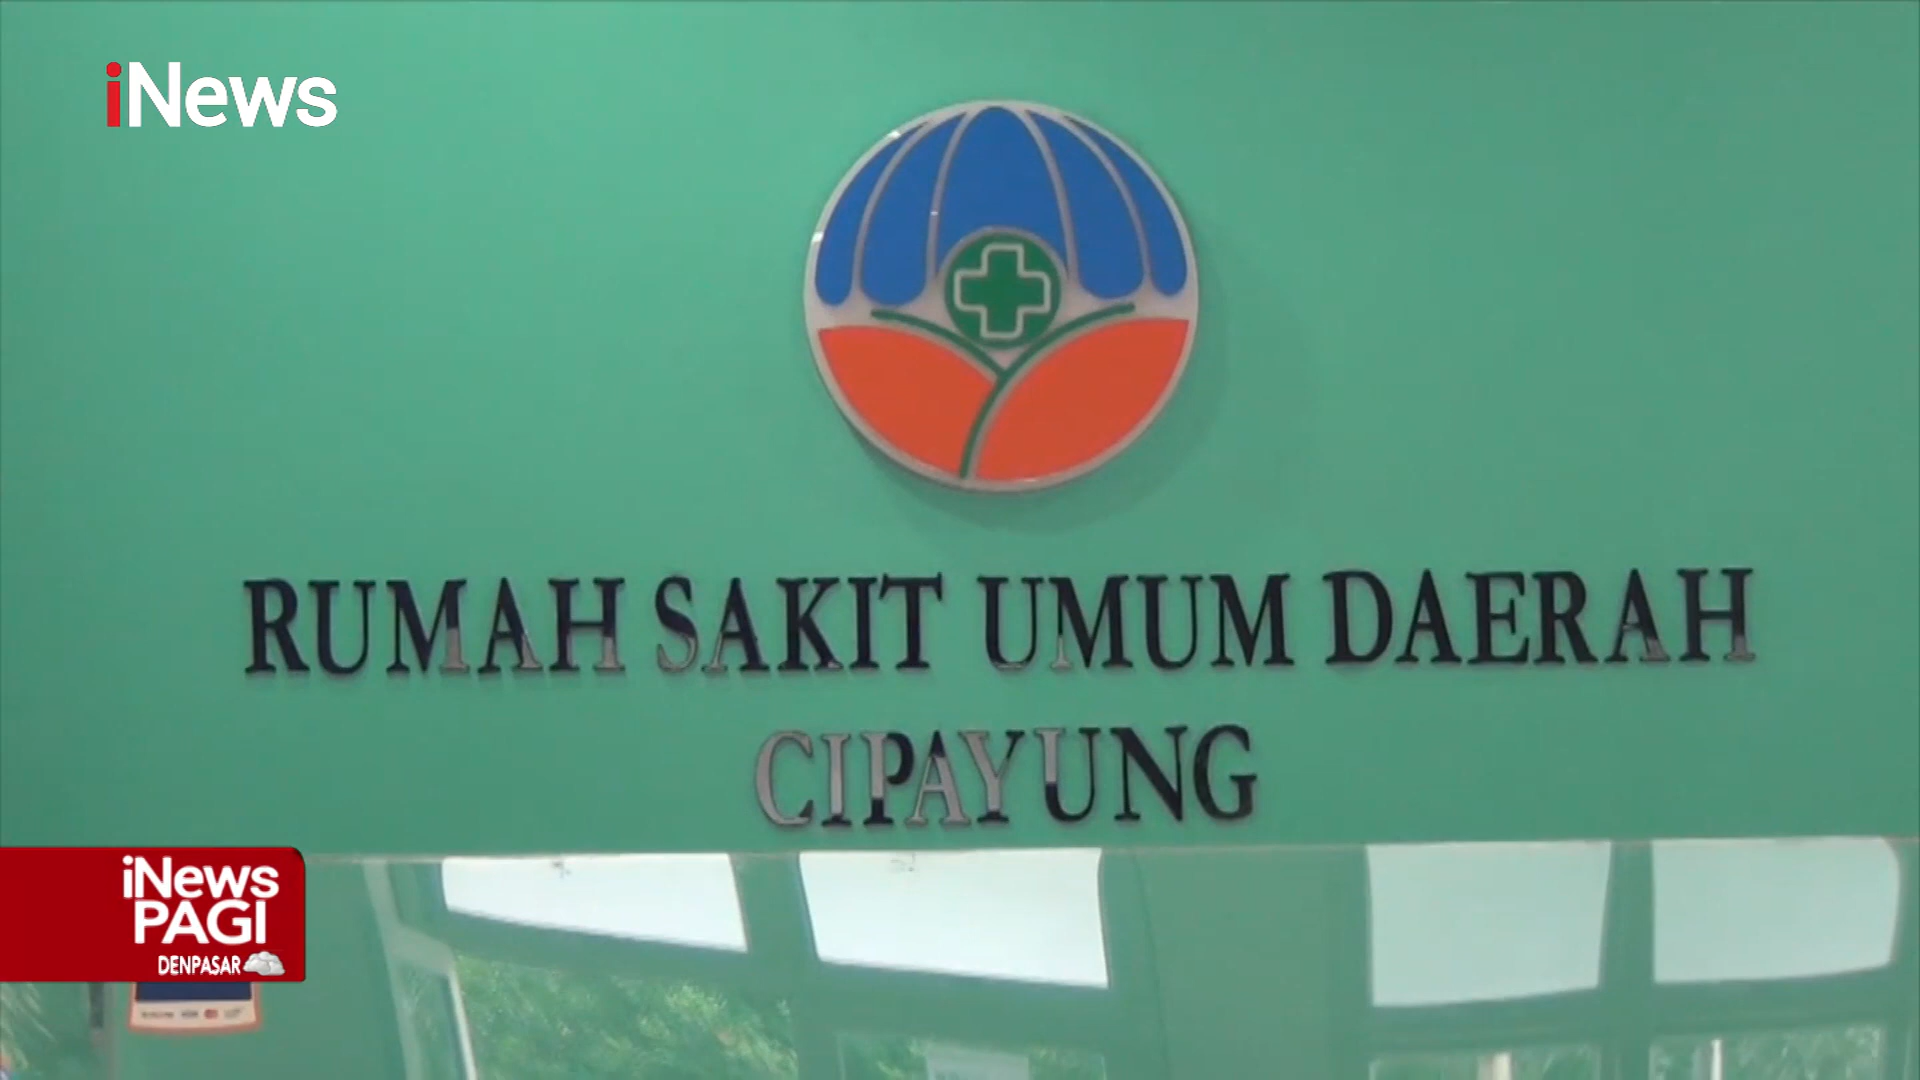 iNews
RUMAH SAKIT UMUM DAERAH
CIPAYUNG
iNews
PAGI
DENPASAR